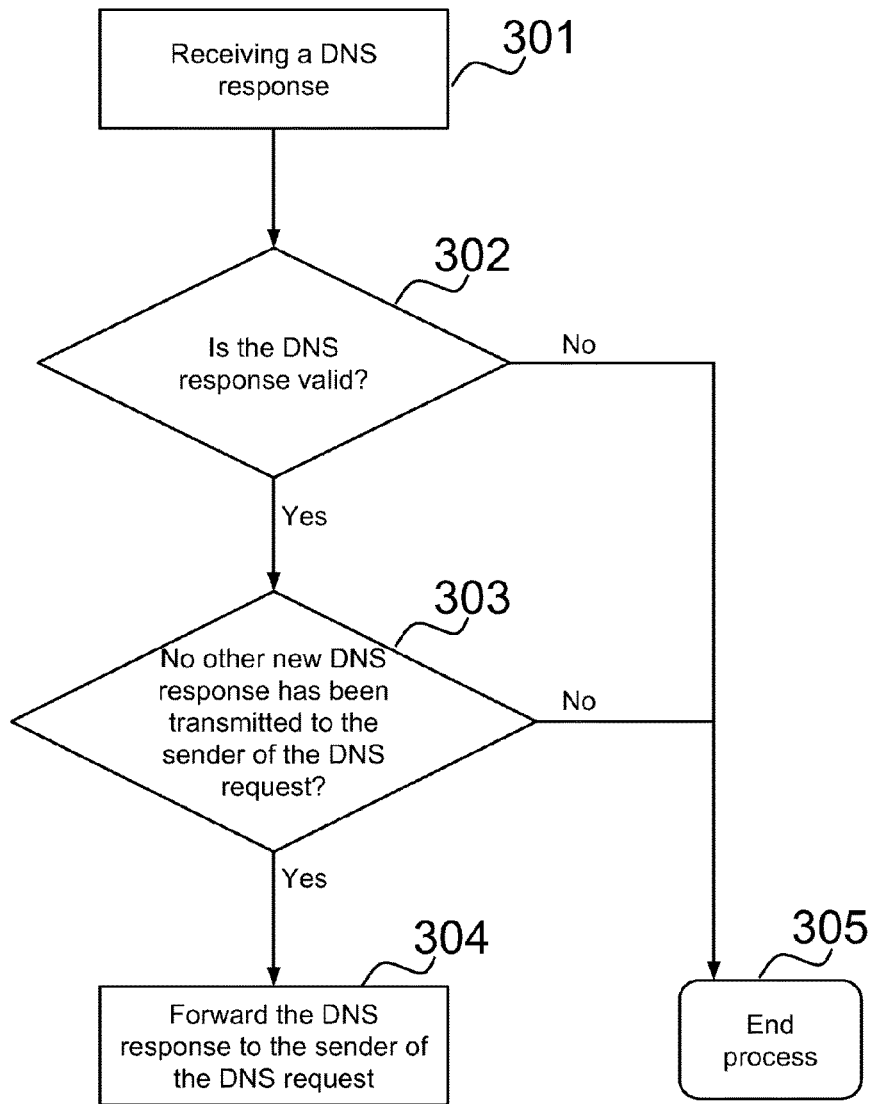 Receiving a DNS
response
301
302
Is the DNS
response valid?
No
Yes
303
No other new DNS
response has been
transmitted to the
sender of the DNS
request?
No
Yes
304
Forward the DNS
response to the sender of
the DNS request
305
End
process